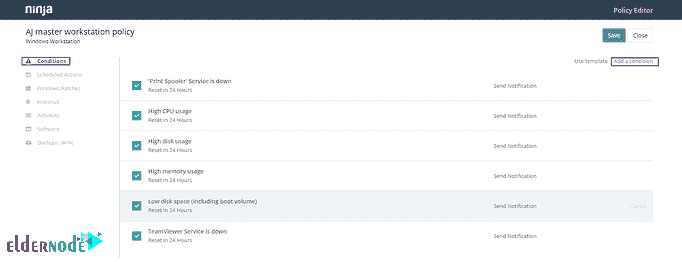 ninja
Policy Editor
AJ master workstation policy
Windows Workstation
Save
Close
Conditions
Use template
Add a condition
Scheduled Actions
Windows Patches
Antivirus
Activities
Software
Backups (BETA)
'Print Spooler' Service is down
Reset in 24 Hours
Send Notification
High CPU usage
Reset in 24 Hours
Send Notification
High disk usage
Reset in 24 Hours
Send Notification
High memory usage
Reset in 24 Hours
Send Notification
Low disk space (including boot volume)
Reset in 24 Hours
Send Notification
TeamViewer Service is down
Reset in 24 Hours
Send Notification
eldernode